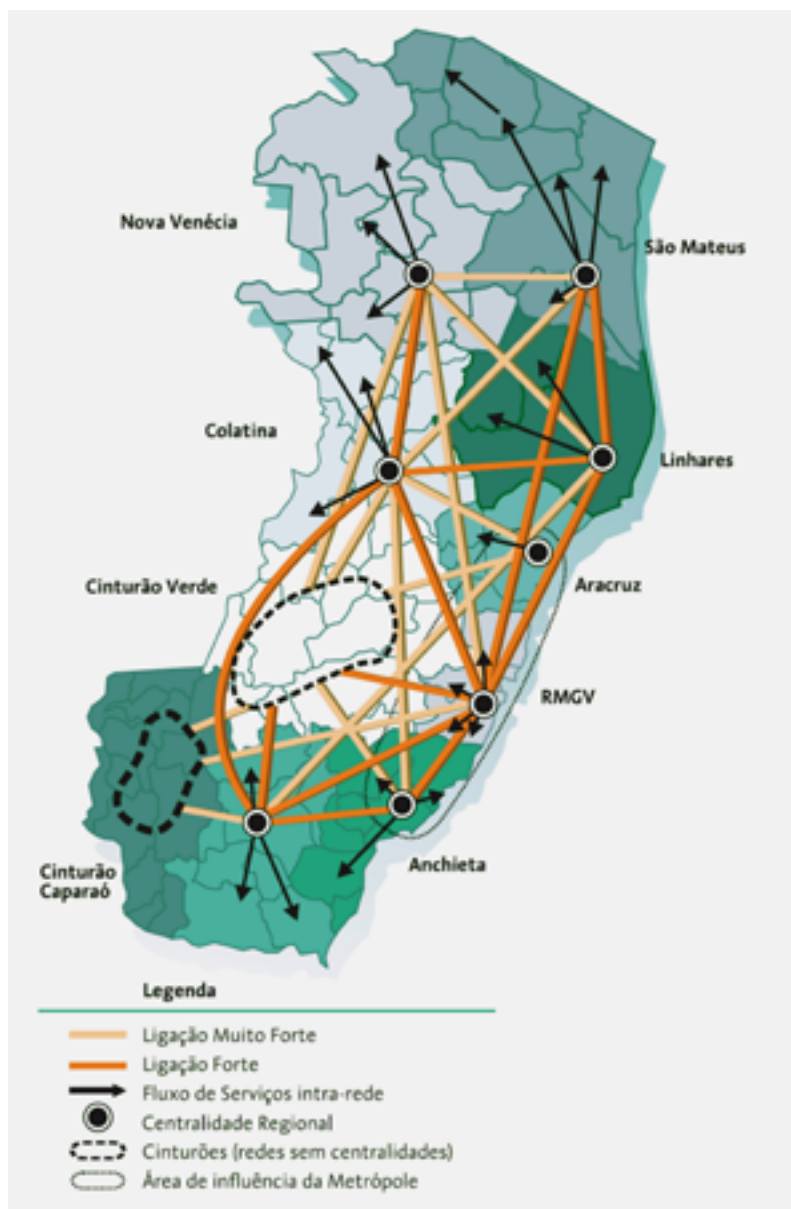 Nova Venécia
São Mateus
Colatina
Linhares
Cinturão Verde
Aracruz
RMGV
Cinturão
Caparaó
Anchieta
Legenda
Ligação Muito Forte
Ligação Forte
Fluxo de Serviços intra-rede
Centralidade Regional
Cinturões (redes sem centralidades)
Área de influência da Metrópole